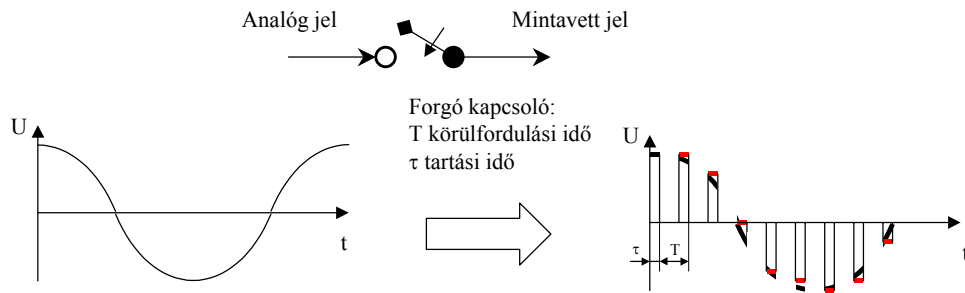 Analóg jel
Mintavett jel
Forgó kapcsoló:
T körülfordulási idő
τ tartási idő
U
t
U
τ
T
t